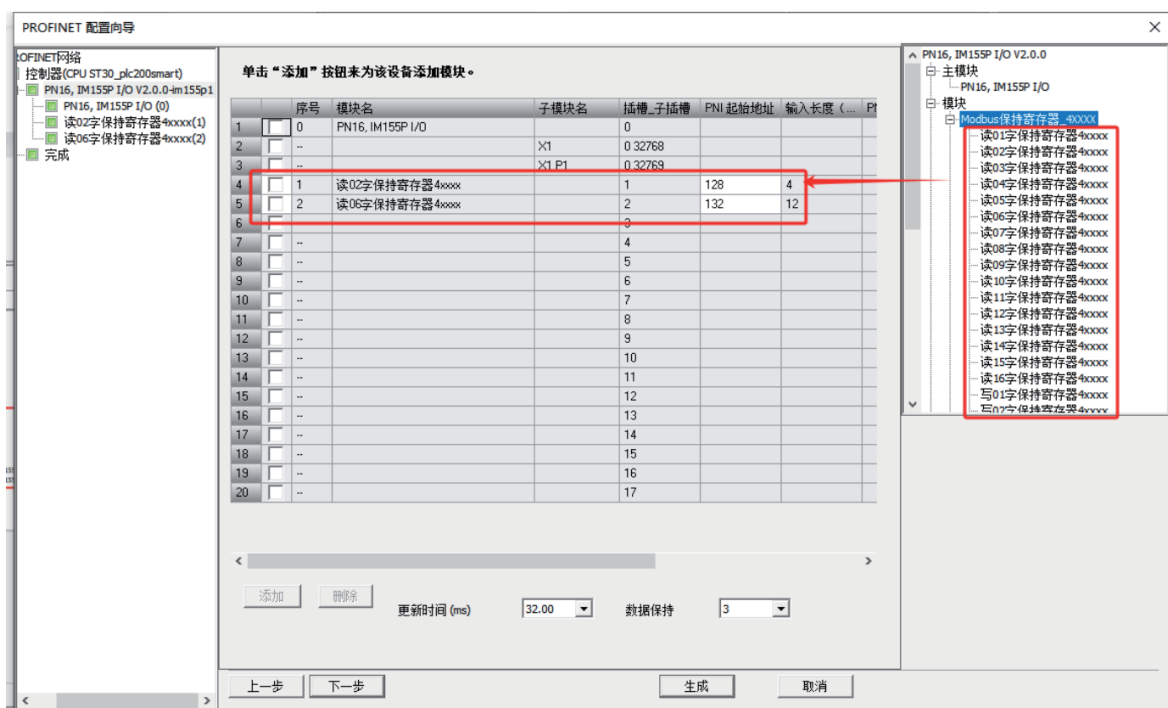 PROFINET 配置向导
ROFINET网络
控制器(CPU ST30_plc200smart)
PN16, IM155P I/O V2.0.0-im155p1
PN16, IM155P I/O (0)
读02字保持寄存器4xxxx(1)
读06字保持寄存器4xxxx(2)
完成
单击“添加”按钮来为该设备添加模块。
序号 模块名 子模块名 插槽_子插槽 PNI 起始地址 输入长度（... PN
1 0 PN16, IM155P I/O 0
2 -- X1 0 32768
3 -- X1 P1 0 32769
4 1 读02字保持寄存器4xxxx 1 128 4
5 2 读06字保持寄存器4xxxx 2 132 12
6 3
7 -- 4
8 -- 5
9 -- 6
10 -- 7
11 -- 8
12 -- 9
13 -- 10
14 -- 11
15 -- 12
16 -- 13
17 -- 14
18 -- 15
19 -- 16
20 -- 17
添加 删除 更新时间 (ms) 32.00 数据保持 3
上一步 下一步 生成 取消
PN16, IM155P I/O V2.0.0
主模块
PN16, IM155P I/O
模块
Modbus保持寄存器_4XXXX
读01字保持寄存器4xxxx
读02字保持寄存器4xxxx
读03字保持寄存器4xxxx
读04字保持寄存器4xxxx
读05字保持寄存器4xxxx
读06字保持寄存器4xxxx
读07字保持寄存器4xxxx
读08字保持寄存器4xxxx
读09字保持寄存器4xxxx
读10字保持寄存器4xxxx
读11字保持寄存器4xxxx
读12字保持寄存器4xxxx
读13字保持寄存器4xxxx
读14字保持寄存器4xxxx
读15字保持寄存器4xxxx
读16字保持寄存器4xxxx
写01字保持寄存器4xxxx
写02字保持寄存器4xxxx